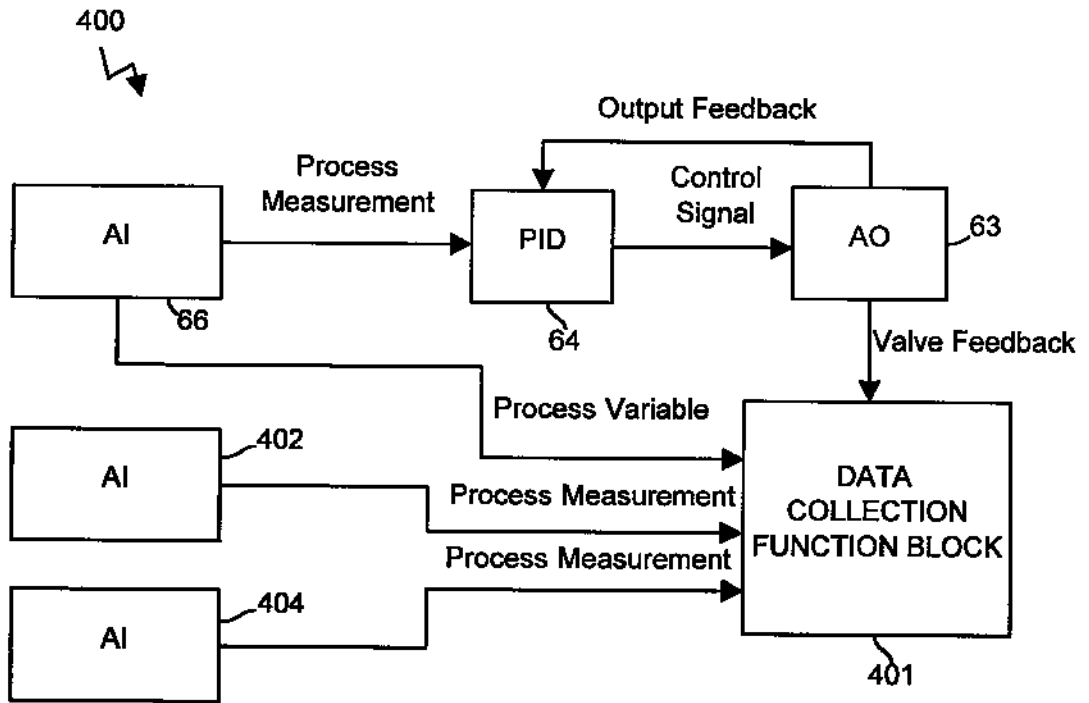 400
Output Feedback
Process
Measurement
Control
Signal
AI
PID
AO
63
66
64
Valve Feedback
Process Variable
AI
402
Process Measurement
DATA
COLLECTION
FUNCTION BLOCK
Process Measurement
AI
404
401